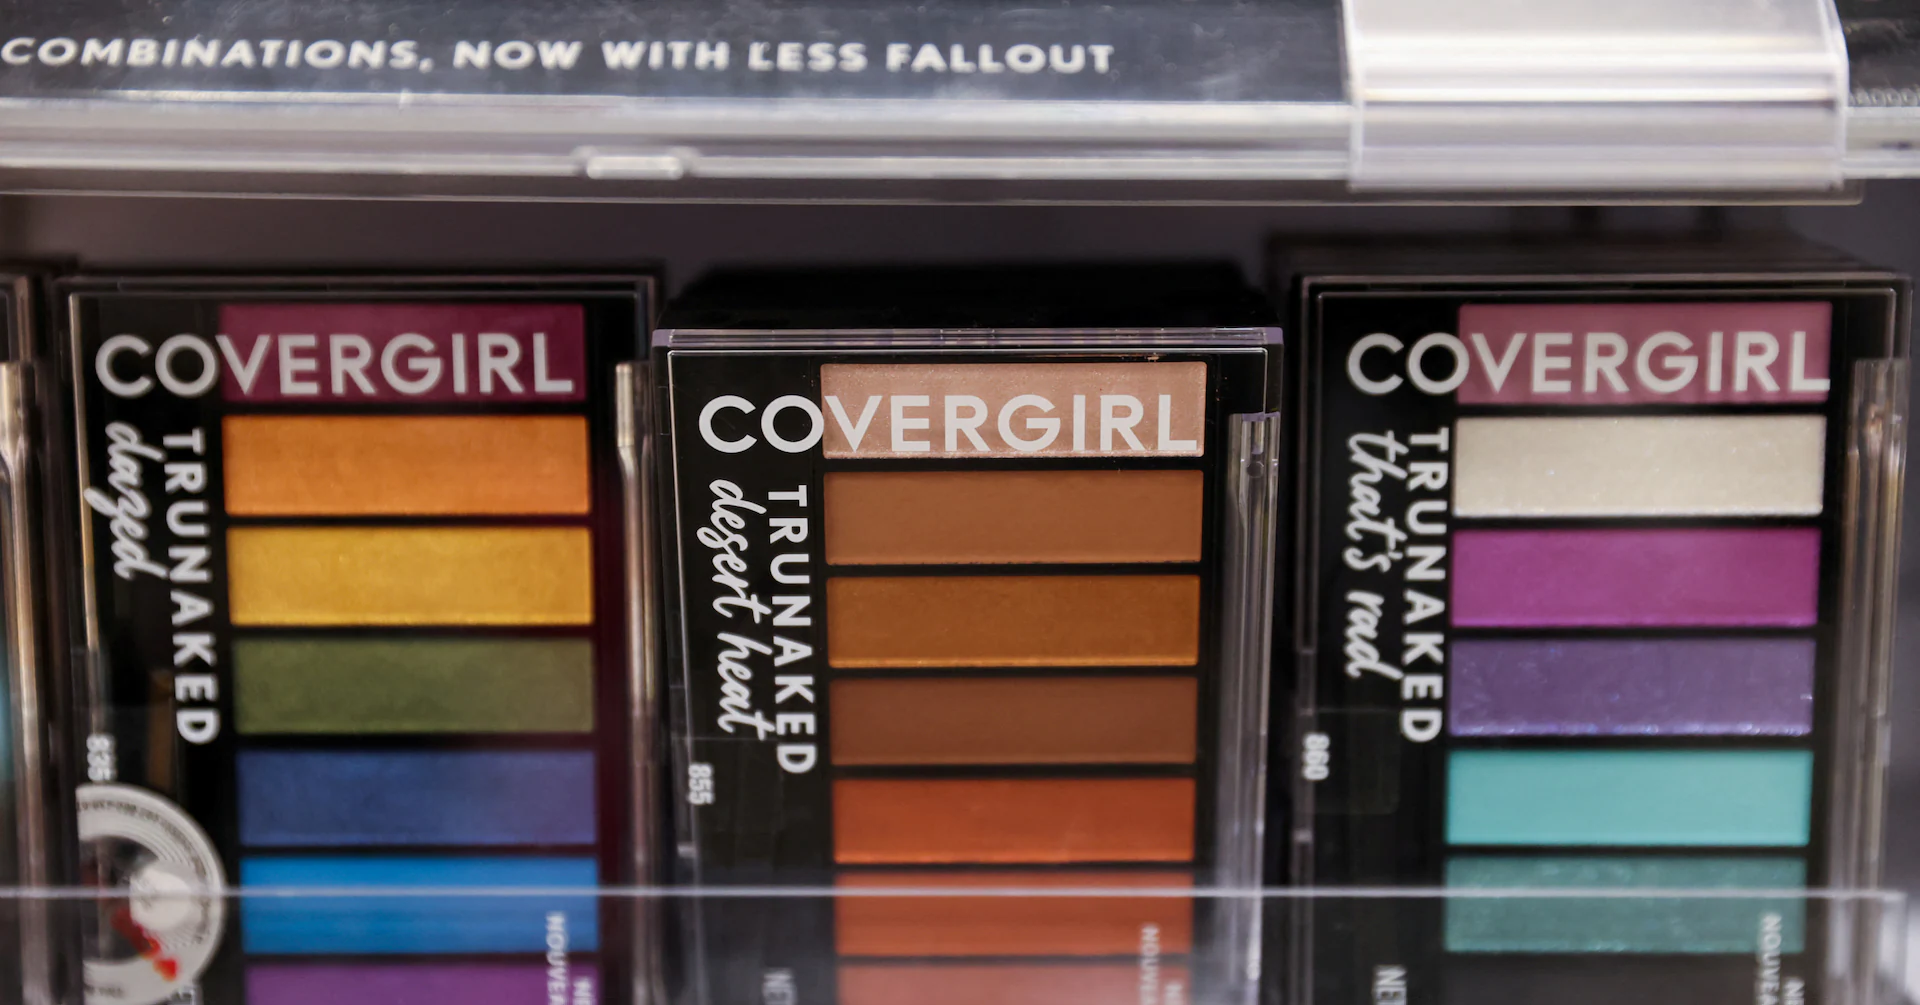 COMBINATIONS, NOW WITH LESS FALLOUT
COVERGIRL
TRUNAKED
dazed
835
COVERGIRL
TRUNAKED
desert heat
855
COVERGIRL
TRUNAKED
that's rad
860